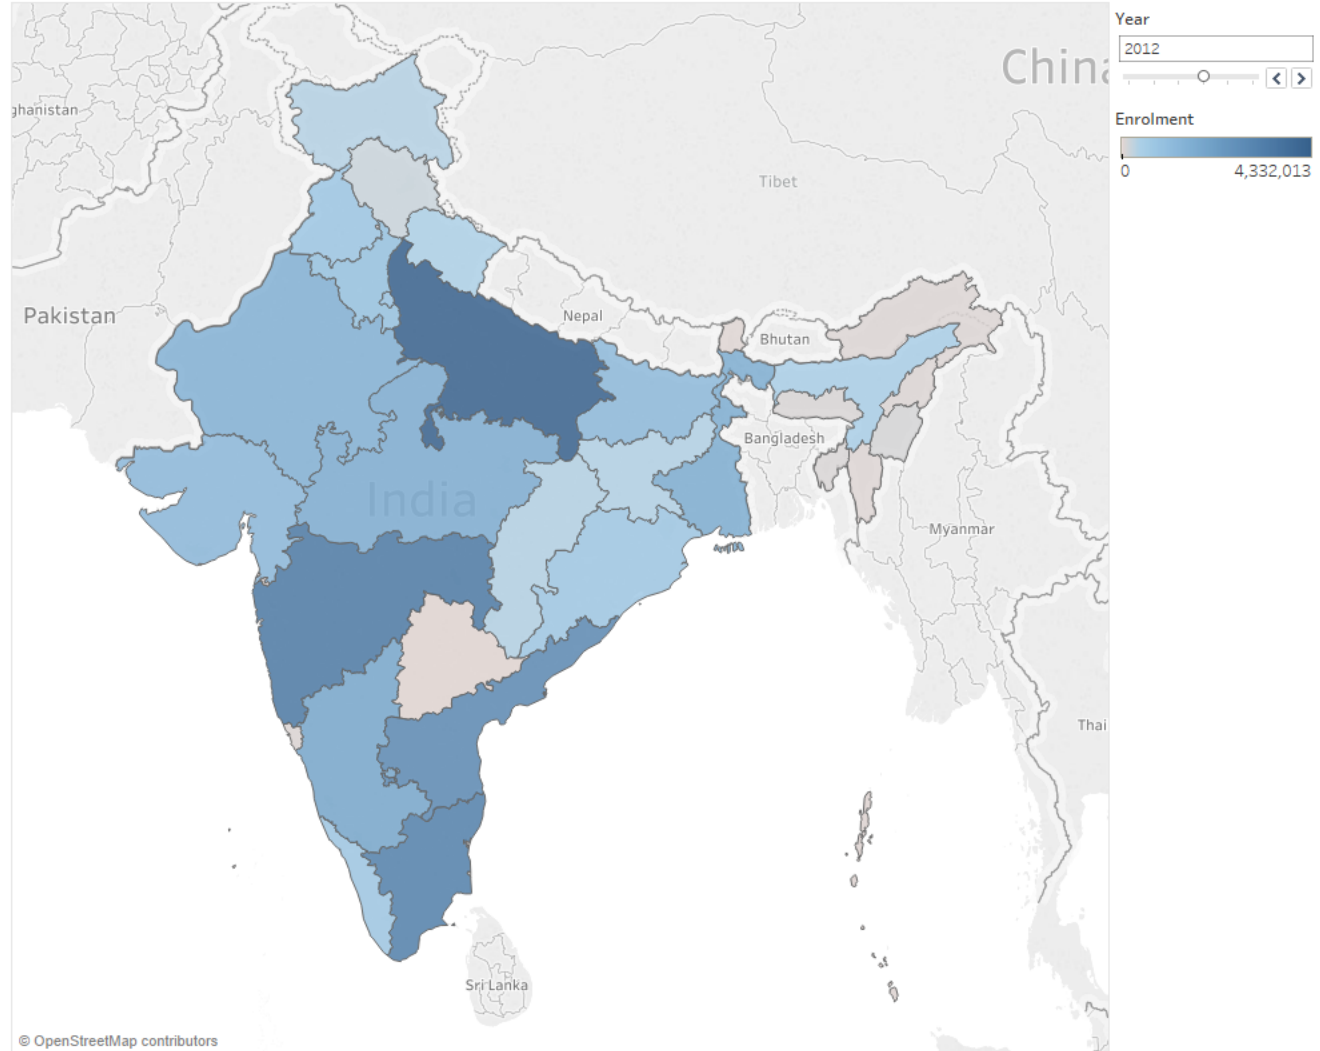 Year
2012
Enrolment
0
4,332,013
China
ghanistan
Tibet
Pakistan
Nepal
Bhutan
Bangladesh
India
Myanmar
Thai
Sri Lanka
© OpenStreetMap contributors